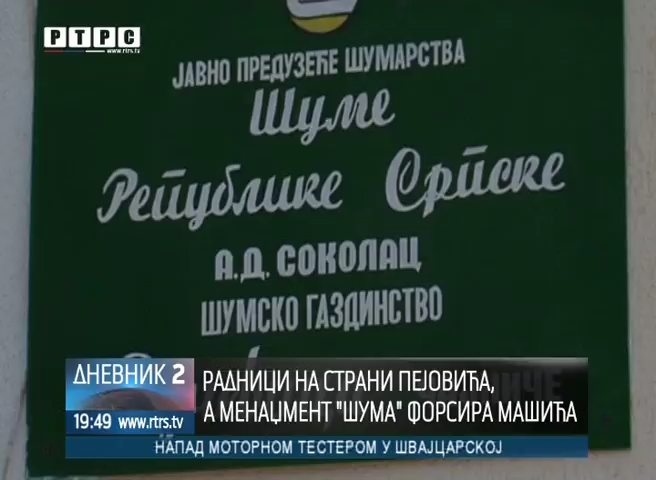 РТРС
www.rtrs.tv
ЈАВНО ПРЕДУЗЕЋЕ ШУМАРСТВА
Шуме
Републике Српске
А.Д. СОКОЛАЦ
ШУМСКО ГАЗДИНСТВО
ДНЕВНИК 2
19:49 www.rtrs.tv
РАДНИЦИ НА СТРАНИ ПЕЈОВИЋА,
А МЕНАЏМЕНТ "ШУМА" ФОРСИРА МАШИЋА
НАПАД МОТОРНОМ ТЕСТЕРОМ У ШВАЈЦАРСКОЈ